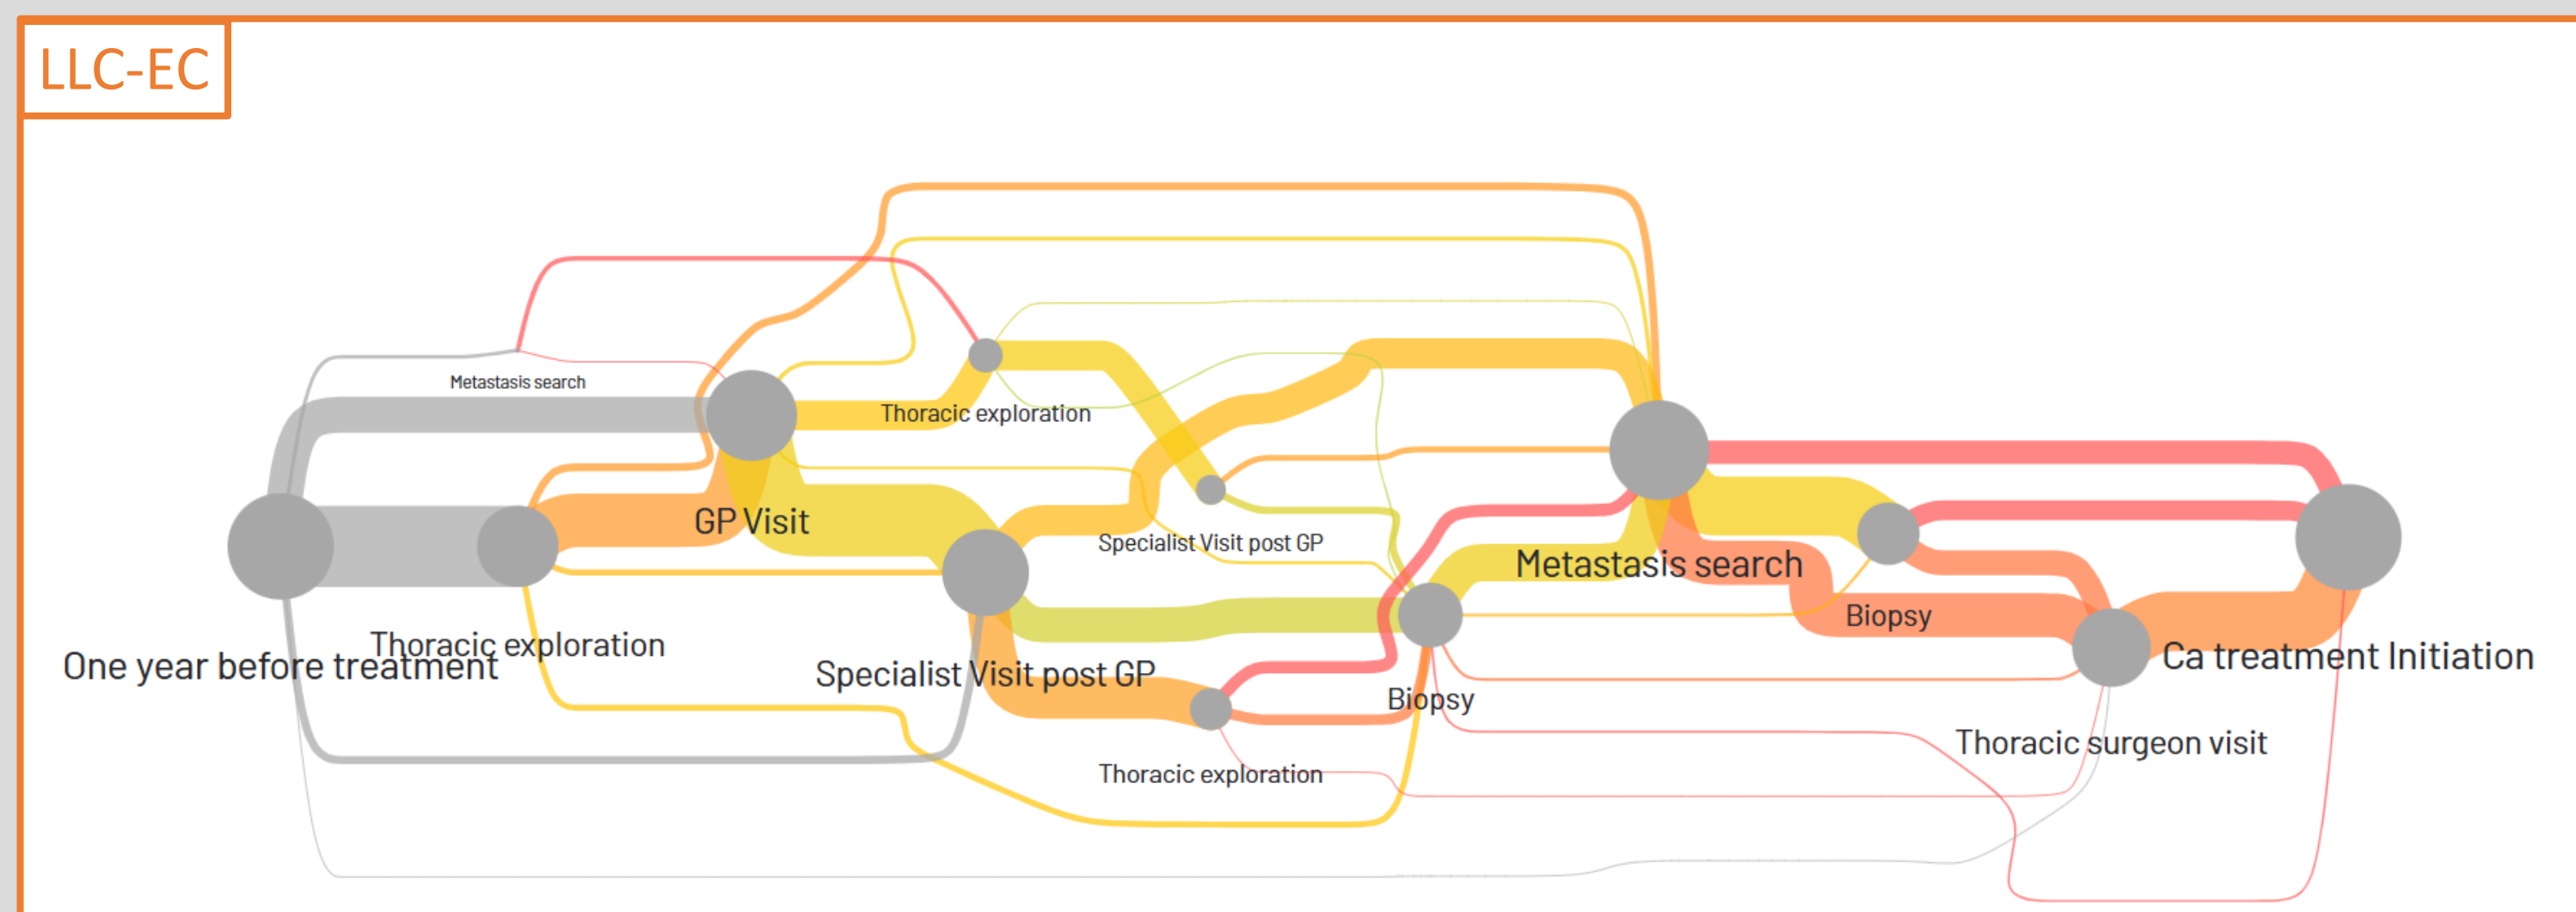 LLC-EC
Metastasis search
Thoracic exploration
GP Visit
Specialist Visit post GP
Metastasis search
Biopsy
Thoracic exploration
One year before treatment
Specialist Visit post GP
Ca treatment Initiation
Biopsy
Thoracic surgeon visit
Thoracic exploration